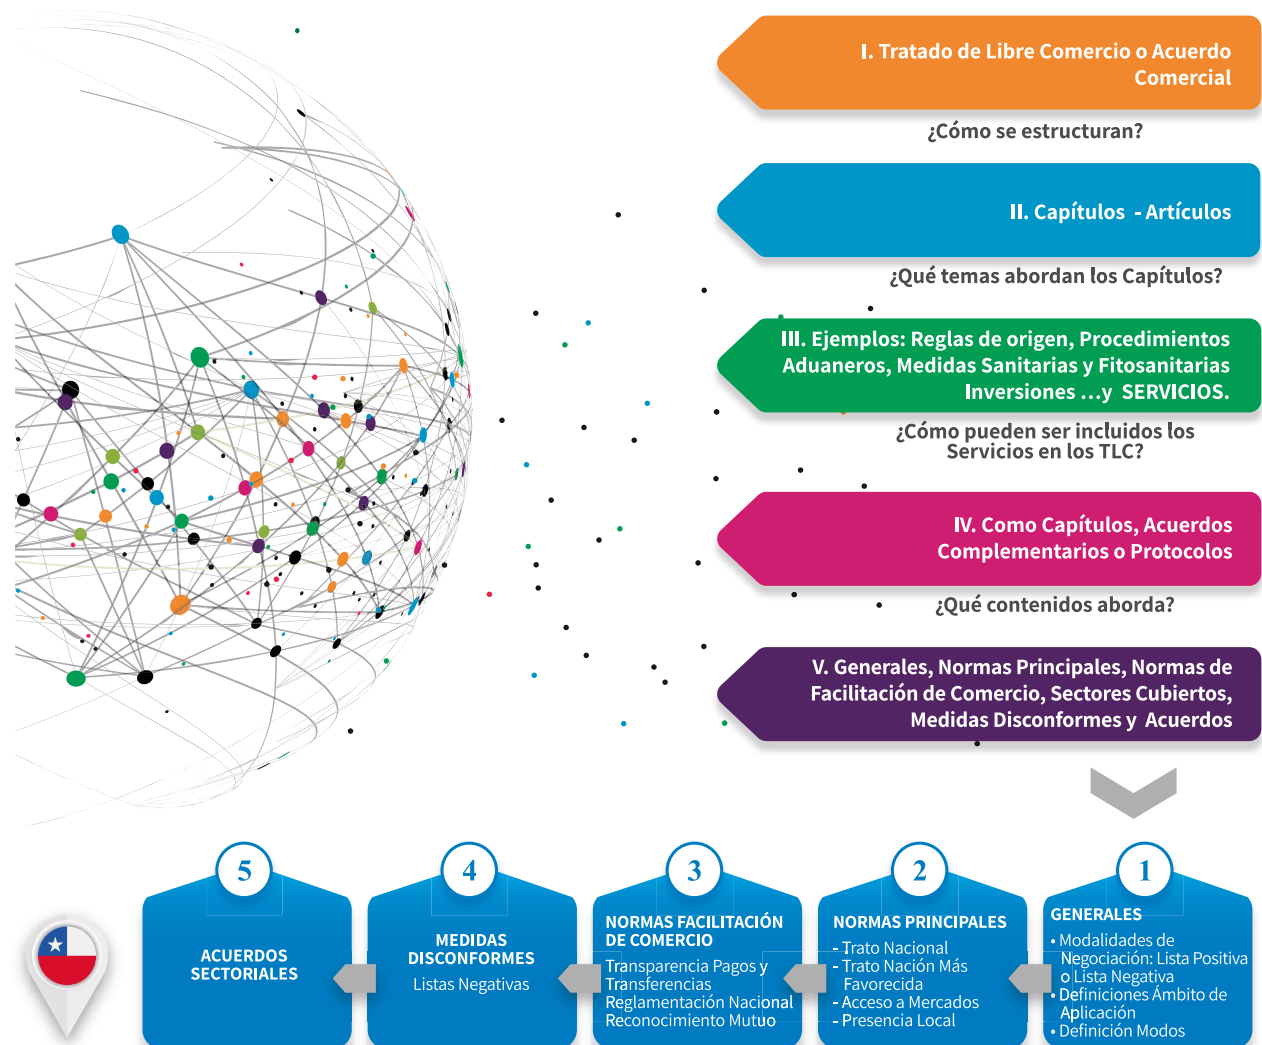 I. Tratado de Libre Comercio o Acuerdo
Comercial
¿Cómo se estructuran?
II. Capítulos - Artículos
¿Qué temas abordan los Capítulos?
III. Ejemplos: Reglas de origen, Procedimientos
Aduaneros, Medidas Sanitarias y Fitosanitarias
Inversiones ...y SERVICIOS.
¿Cómo pueden ser incluidos los
Servicios en los TLC?
IV. Como Capítulos, Acuerdos
Complementarios o Protocolos
¿Qué contenidos aborda?
V. Generales, Normas Principales, Normas de
Facilitación de Comercio, Sectores Cubiertos,
Medidas Disconformes y Acuerdos
5
ACUERDOS
SECTORIALES
4
MEDIDAS
DISCONFORMES
Listas Negativas
3
NORMAS FACILITACIÓN
DE COMERCIO
Transparencia Pagos y
Transferencias
Reglamentación Nacional
Reconocimiento Mutuo
2
NORMAS PRINCIPALES
- Trato Nacional
- Trato Nación Más
Favorecida
- Acceso a Mercados
- Presencia Local
1
GENERALES
• Modalidades de
Negociación: Lista Positiva
o Lista Negativa
• Definiciones Ámbito de
Aplicación
• Definición Modos